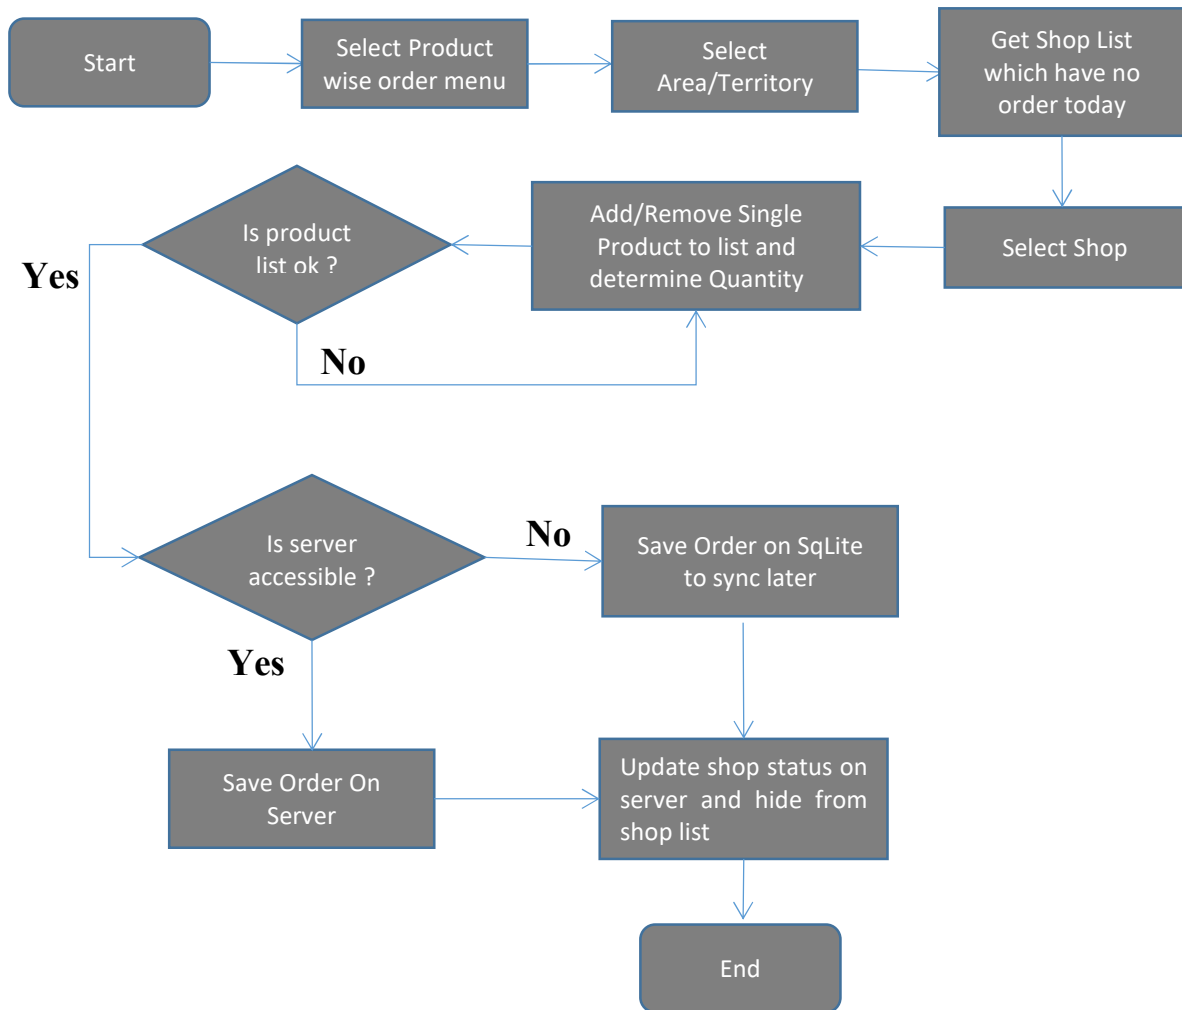 Start
Select Product
wise order menu
Select
Area/Territory
Get Shop List
which have no
order today
Select Shop
Add/Remove Single
Product to list and
determine Quantity
Is product
list ok ?
Yes
No
Is server
accessible ?
No
Save Order on SqLite
to sync later
Yes
Save Order On
Server
Update shop status on
server and hide from
shop list
End